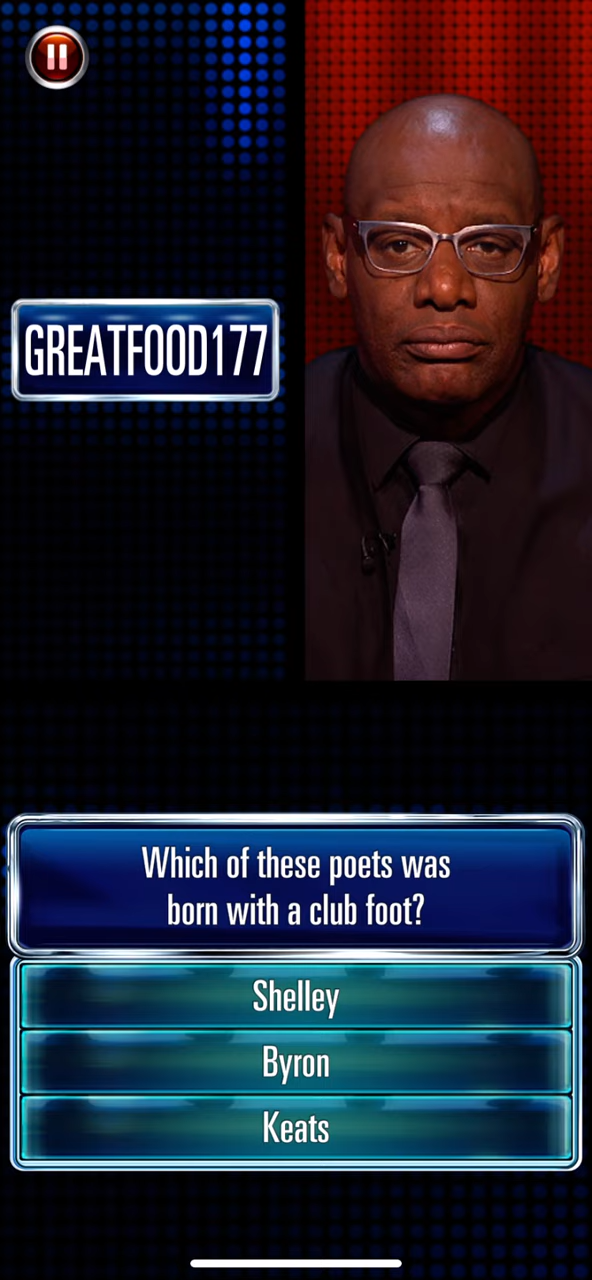 GREATFOOD177
Which of these poets was
born with a club foot?
Shelley
Byron
Keats